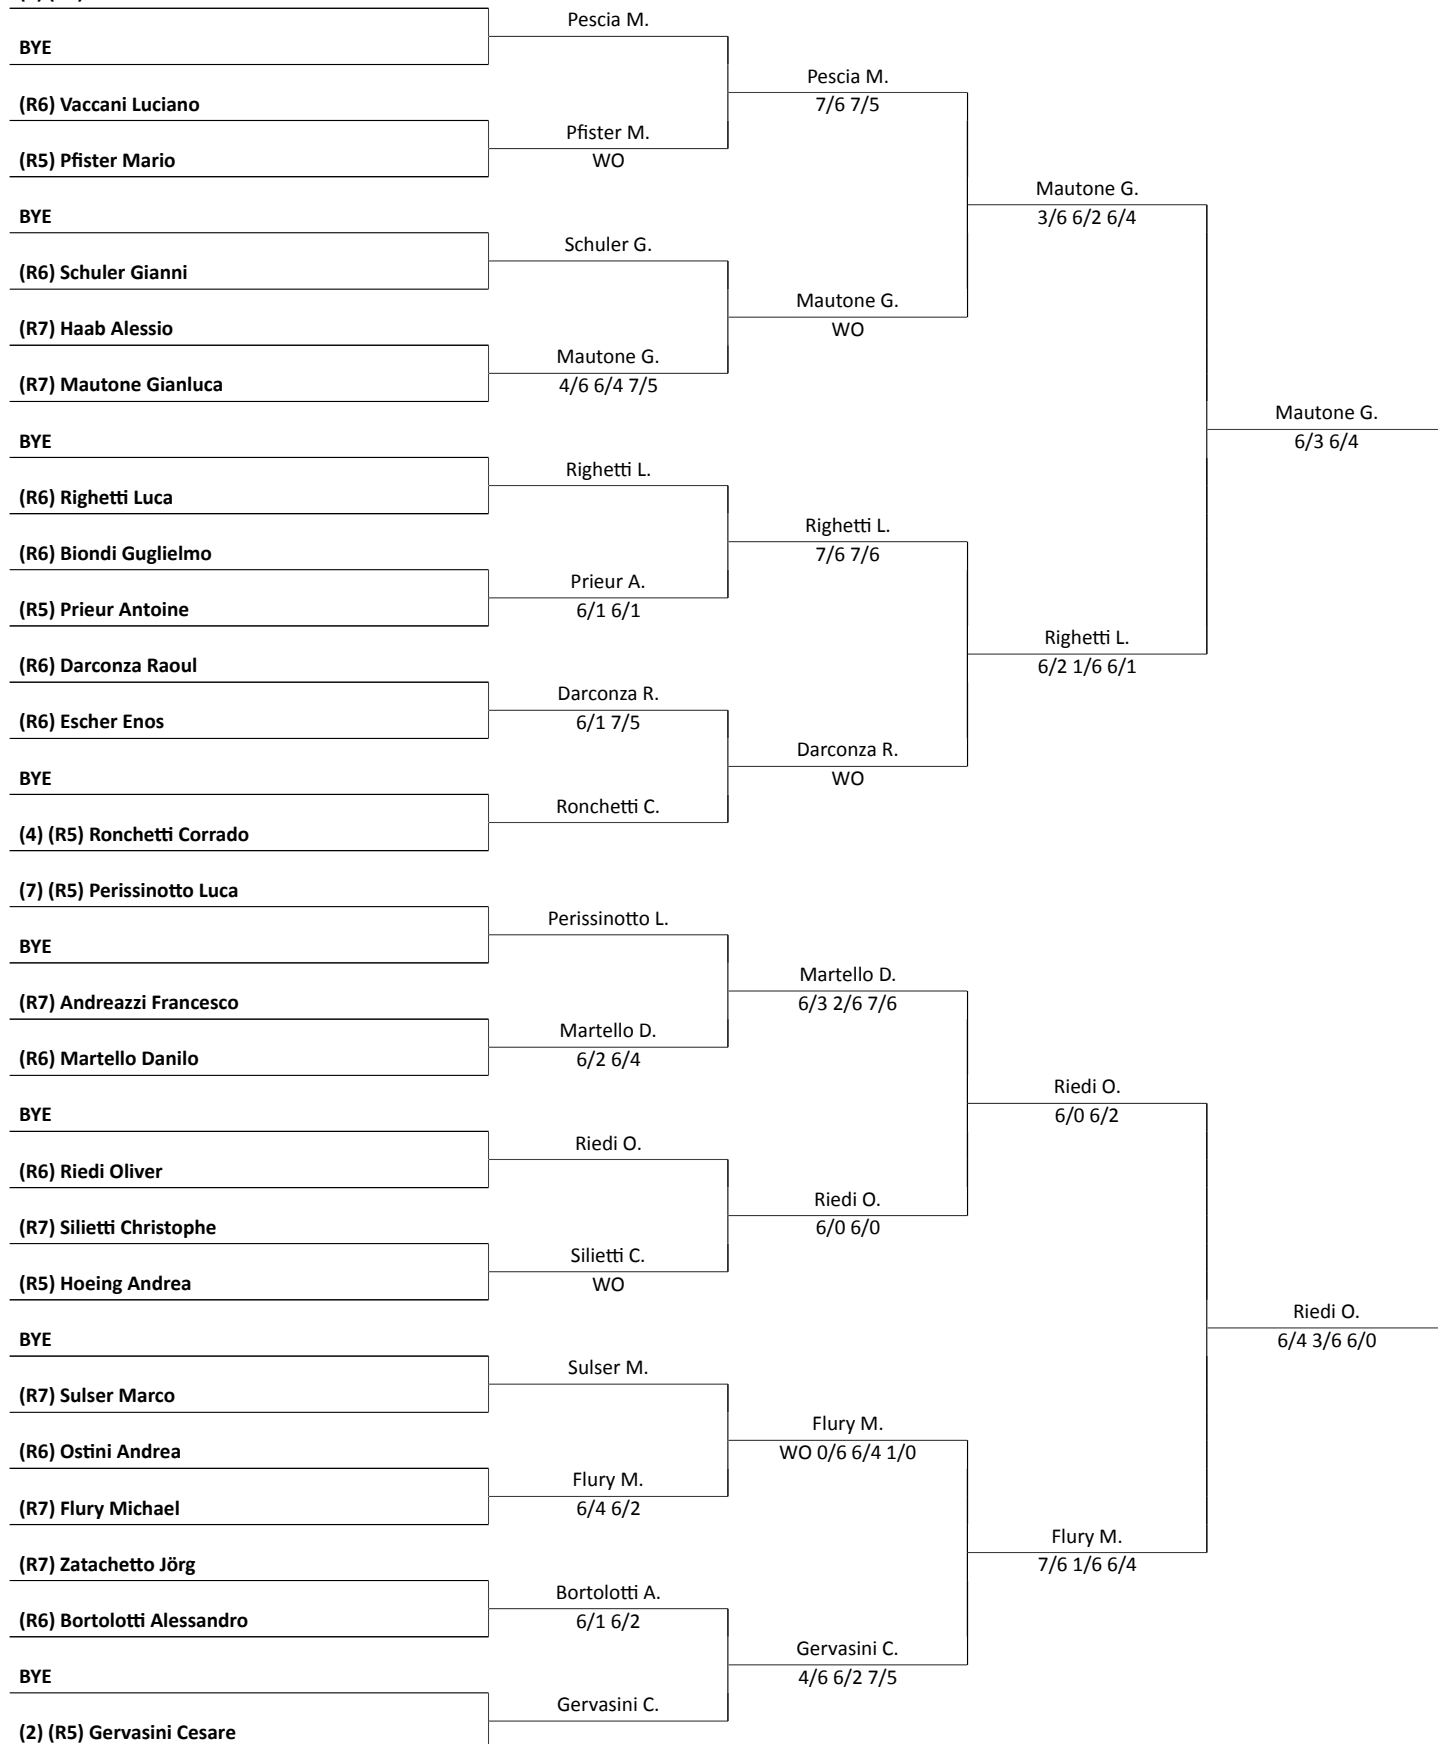 Pescia M.
BYE
Pescia M.
(R6) Vaccani Luciano
7/6 7/5
Pfister M.
(R5) Pfister Mario
WO
Mautone G.
BYE
3/6 6/2 6/4
Schuler G.
(R6) Schuler Gianni
Mautone G.
(R7) Haab Alessio
WO
Mautone G.
(R7) Mautone Gianluca
4/6 6/4 7/5
Mautone G.
BYE
6/3 6/4
Righetti L.
(R6) Righetti Luca
Righetti L.
(R6) Biondi Guglielmo
7/6 7/6
Prieur A.
(R5) Prieur Antoine
6/1 6/1
Righetti L.
(R6) Darconza Raoul
6/2 1/6 6/1
Darconza R.
(R6) Escher Enos
6/1 7/5
Darconza R.
BYE
WO
Ronchetti C.
(4) (R5) Ronchetti Corrado
(7) (R5) Perissinotto Luca
Perissinotto L.
BYE
Martello D.
(R7) Andreazzi Francesco
6/3 2/6 7/6
Martello D.
(R6) Martello Danilo
6/2 6/4
Riedi O.
BYE
6/0 6/2
Riedi O.
(R6) Riedi Oliver
Riedi O.
(R7) Silietti Christophe
6/0 6/0
Silietti C.
(R5) Hoeing Andrea
WO
Riedi O.
BYE
6/4 3/6 6/0
Sulser M.
(R7) Sulser Marco
Flury M.
(R6) Ostini Andrea
WO 0/6 6/4 1/0
Flury M.
(R7) Flury Michael
6/4 6/2
Flury M.
(R7) Zatachetto Jörg
7/6 1/6 6/4
Bortolotti A.
(R6) Bortolotti Alessandro
6/1 6/2
Gervasini C.
BYE
4/6 6/2 7/5
Gervasini C.
(2) (R5) Gervasini Cesare